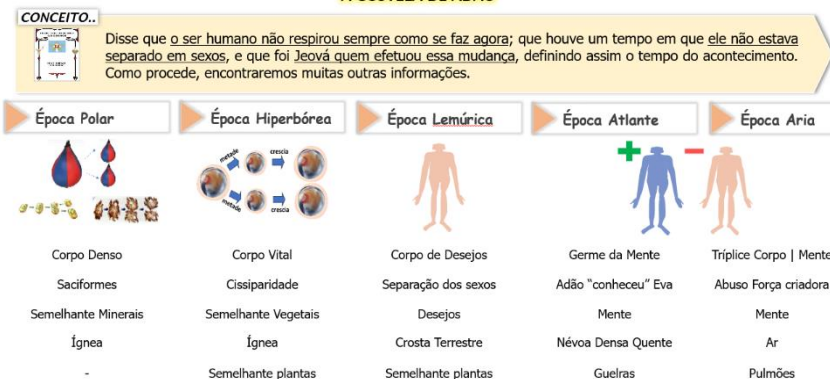 CONCEITO..
Disse que o ser humano não respirou sempre como se faz agora; que houve um tempo em que ele não estava
separado em sexos, e que foi Jeová quem efetuou essa mudança, definindo assim o tempo do acontecimento.
Como procede, encontraremos muitas outras informações.
Época Polar
Época Hiperbórea
Época Lemúrica
Época Atlante
Época Aria
metade
crescia
metade
crescia
Corpo Denso
Corpo Vital
Corpo de Desejos
Germe da Mente
Tríplice Corpo | Mente
Saciformes
Cissiparidade
Separação dos sexos
Adão “conheceu” Eva
Abuso Força criadora
Semelhante Minerais
Semelhante Vegetais
Desejos
Mente
Mente
Ígnea
Ígnea
Crosta Terrestre
Névoa Densa Quente
Ar
-
Semelhante plantas
Semelhante plantas
Guelras
Pulmões